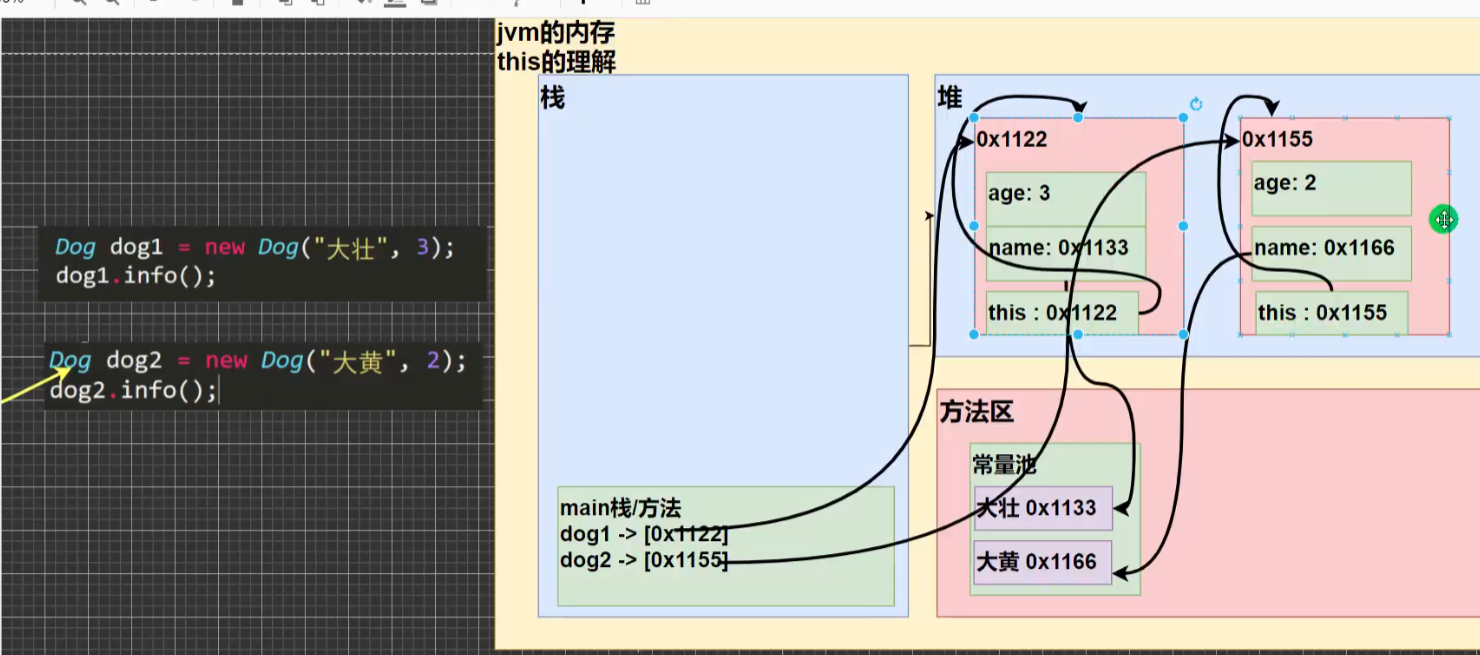 jvm的内存
this的理解
栈
堆
0x1122
age: 3
name: 0x1133
this : 0x1122
0x1155
age: 2
name: 0x1166
this : 0x1155
Dog dog1 = new Dog("大壮", 3);
dog1.info();
Dog dog2 = new Dog("大黄", 2);
dog2.info();
方法区
常量池
大壮 0x1133
大黄 0x1166
main栈/方法
dog1 -> [0x1122]
dog2 -> [0x1155]